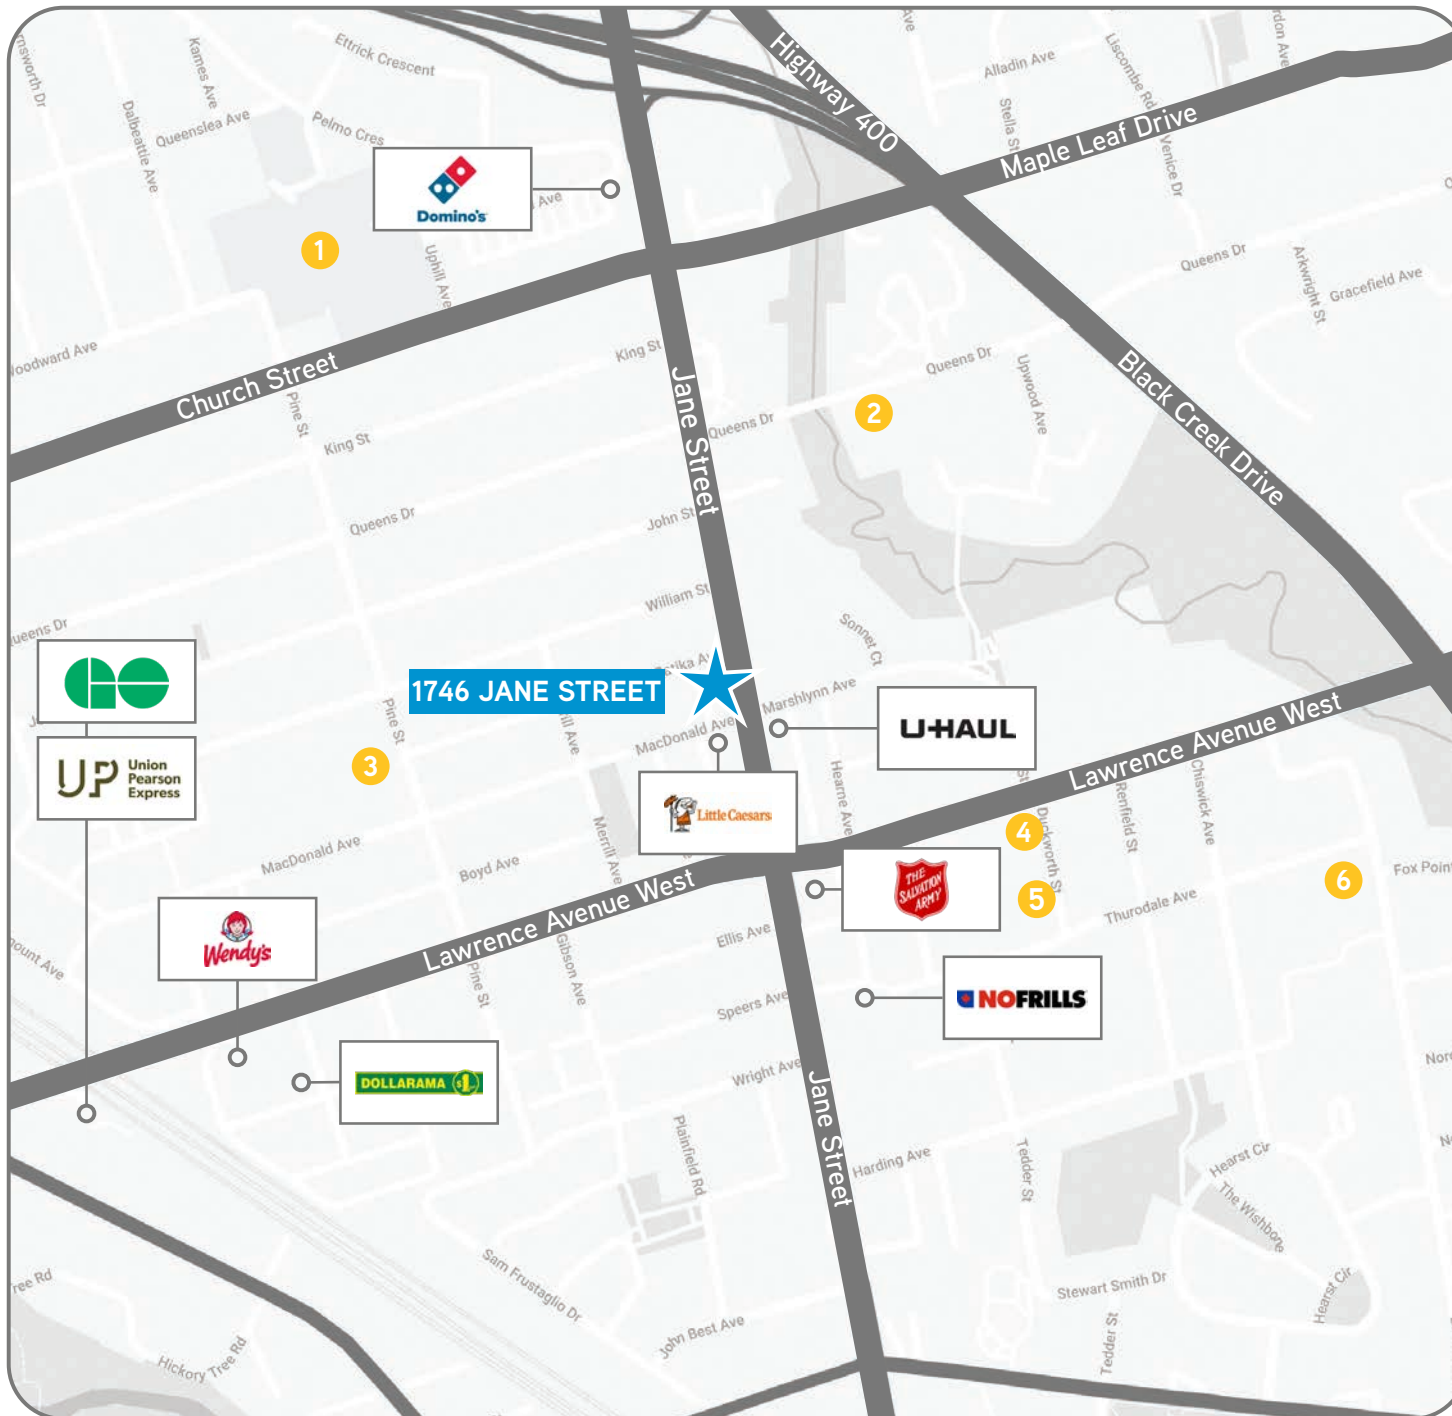 Kames Ave
Ettrick Crescent
Highway 400
Alladin Ave
Liscombe Rd
Stella St
Dalbeattie Ave
Queenslea Ave
Pelmo Cres
Maple Leaf Drive
Venice Dr
Domino's
Ave
1
Uphill Ave
Queens Dr
Arkwright St
Gracefield Ave
Woodward Ave
Church Street
King St
Jane Street
Queens Dr
Upwood Ave
Black Creek Drive
Pine St
King St
2
Queens Dr
Queens Dr
John St
William St
Queens Dr
Sonnet Ct
1746 JANE STREET
Marshlynn Ave
U-HAUL
Lawrence Avenue West
Pine St
MacDonald Ave
UP Union
Pearson
Express
3
Little Caesars
Hearne Ave
Duckworth St
Renfield St
Chiswick Ave
4
MacDonald Ave
Boyd Ave
Merrill Ave
THE
SALVATION
ARMY
5
6
Fox Point
Thurodale Ave
Wendy's
Lawrence Avenue West
Ellis Ave
Pine St
Gibson Ave
Speers Ave
NOFRILLS
DOLLARAMA $1
Wright Ave
Jane Street
Plainfield Rd
Harding Ave
Tedder St
Hearst Cir
The Wishbone
Sam Frustaglio Dr
Stewart Smith Dr
Hearst Cir
John Best Ave
Tedder St
Hickory Tree Rd